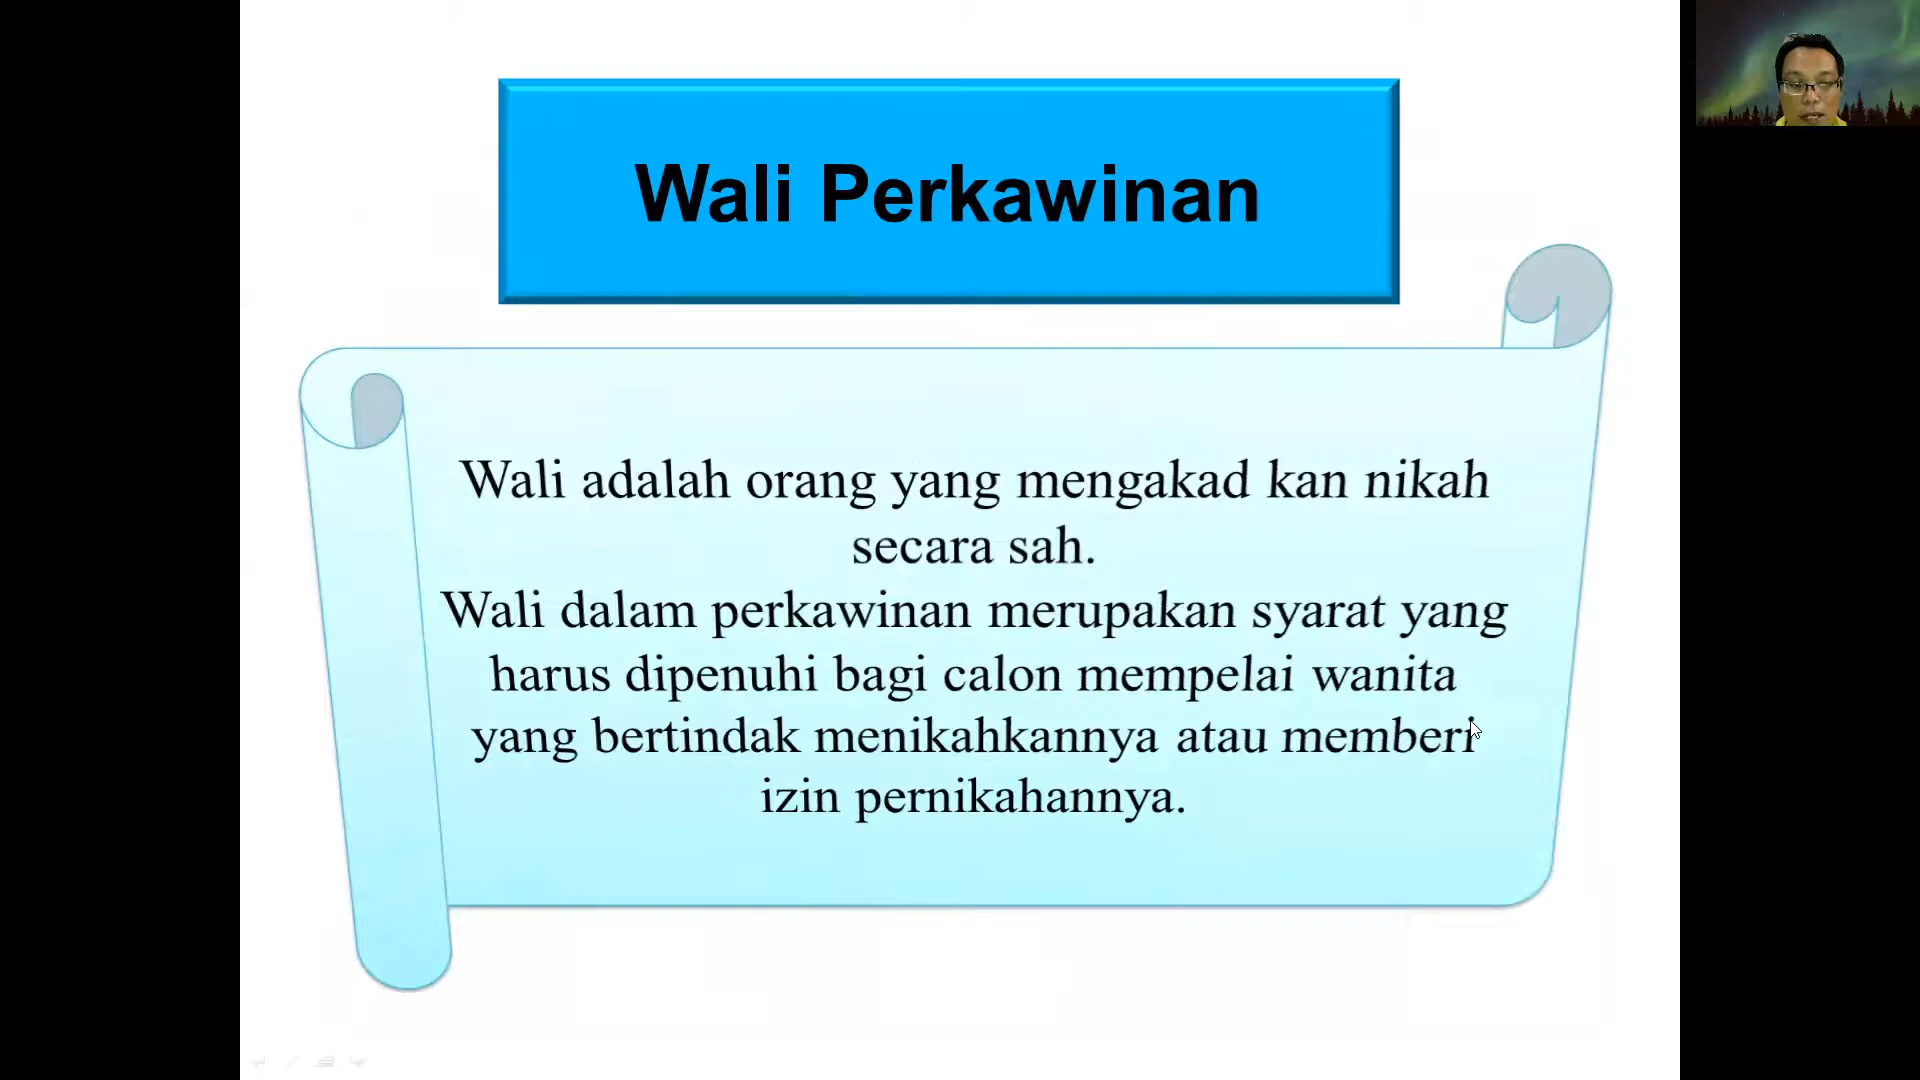 Wali Perkawinan
Wali adalah orang yang mengakad kan nikah
secara sah.
Wali dalam perkawinan merupakan syarat yang
harus dipenuhi bagi calon mempelai wanita
yang bertindak menikahkannya atau memberi
izin pernikahannya.